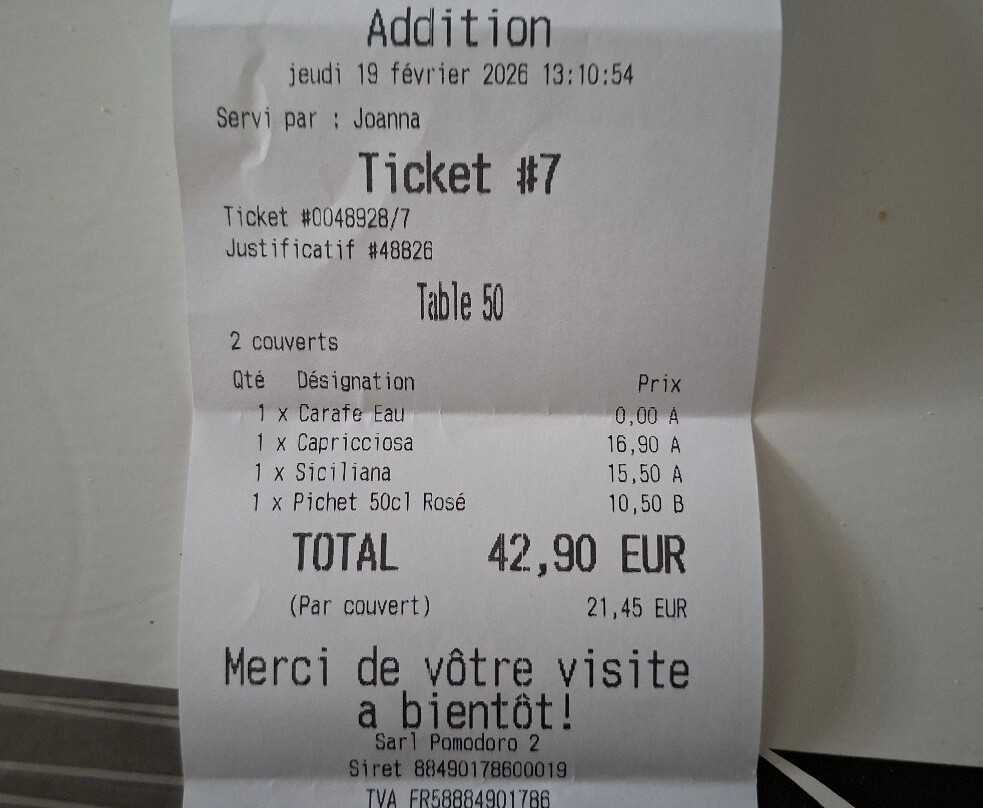 Addition
jeudi 19 février 2026 13:10:54
Servi par : Joanna
Ticket #7
Ticket #0048928/7
Justificatif #48826
Table 50
2 couverts
Qté Désignation Prix
1 x Carafe Eau 0,00 A
1 x Capricciosa 16,90 A
1 x Siciliana 15,50 A
1 x Pichet 50cl Rosé 10,50 B
TOTAL 42,90 EUR
(Par couvert) 21,45 EUR
Merci de vôtre visite
a bientôt!
Sarl Pomodoro 2
Siret 88490178600019
TVA FR58884901786